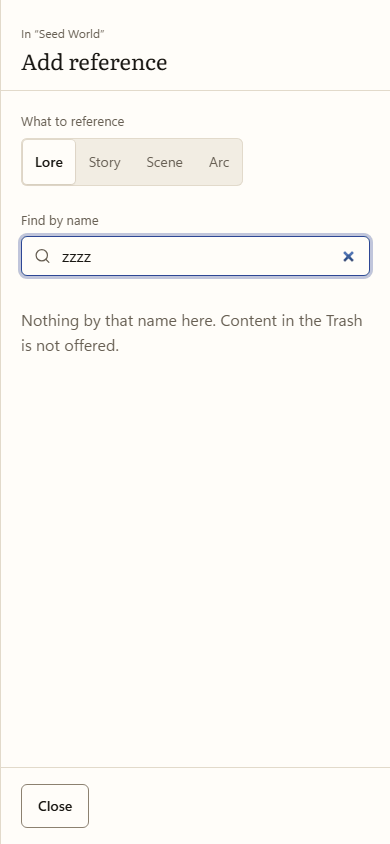 In “Seed World”
Add reference
What to reference
Lore Story Scene Arc
Find by name
zzzz
Nothing by that name here. Content in the Trash
is not offered.
Close